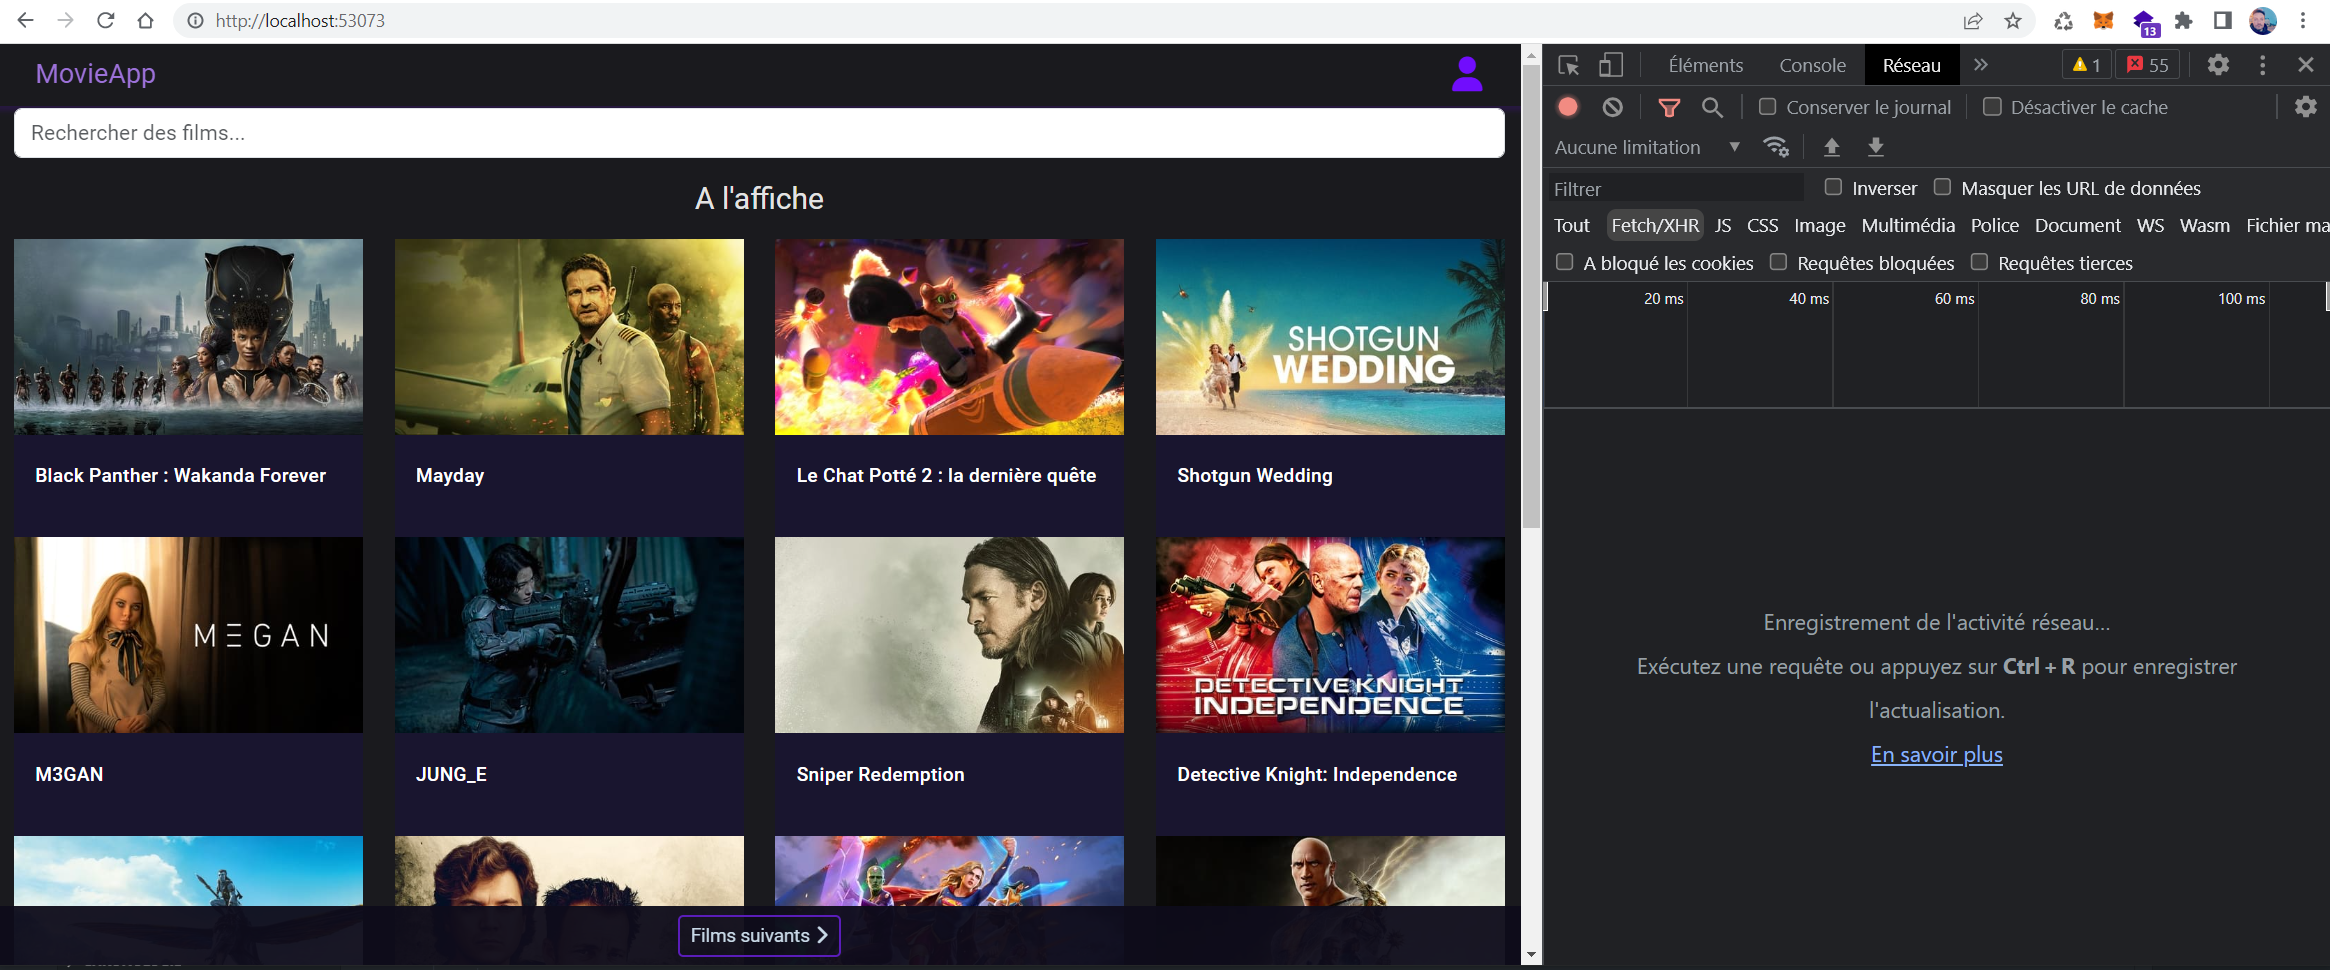 http://localhost:53073
13
MovieApp
Rechercher des films...
A l'affiche
SHOTGUN
WEDDING
Black Panther : Wakanda Forever
Mayday
Le Chat Potté 2 : la dernière quête
Shotgun Wedding
MΞGAN
DETECTIVE KNIGHT
INDEPENDENCE
M3GAN
JUNG_E
Sniper Redemption
Detective Knight: Independence
Films suivants
Éléments Console Réseau 1 55
Conserver le journal Désactiver le cache
Aucune limitation
Filtrer Inverser Masquer les URL de données
Tout Fetch/XHR JS CSS Image Multimédia Police Document WS Wasm Fichier ma
A bloqué les cookies Requêtes bloquées Requêtes tierces
20 ms 40 ms 60 ms 80 ms 100 ms
Enregistrement de l'activité réseau...
Exécutez une requête ou appuyez sur Ctrl + R pour enregistrer
l'actualisation.
En savoir plus